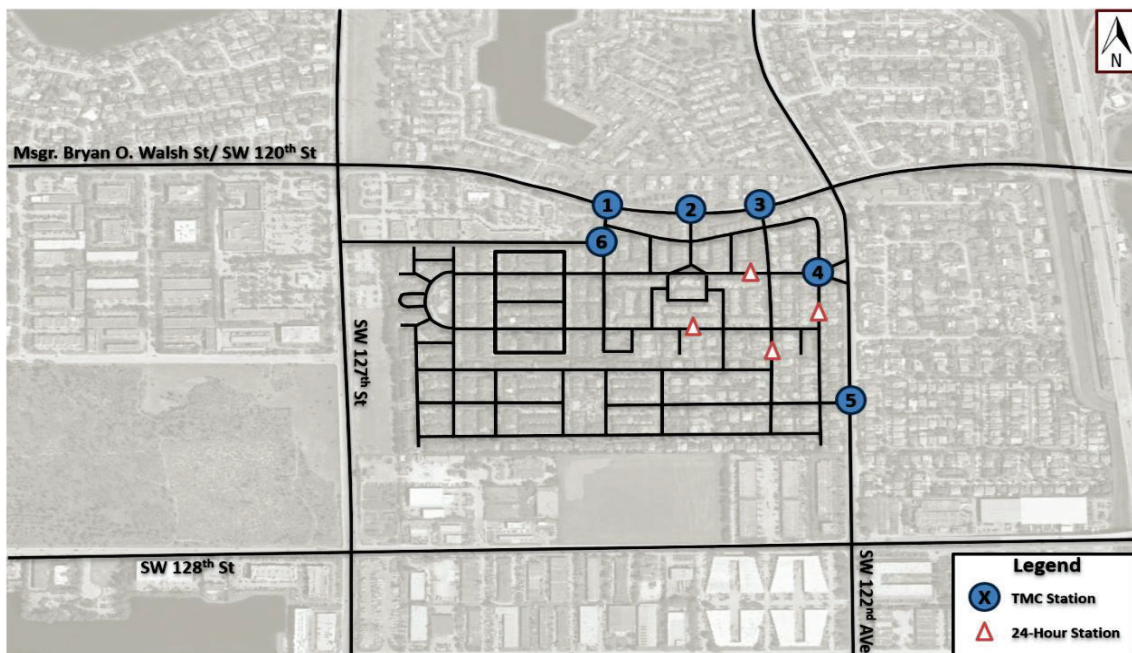 N
Msgr. Bryan O. Walsh St/ SW 120th St
1
2
3
6
4
SW 127th St
5
SW 128th St
SW 122nd AVe
Legend
X TMC Station
24-Hour Station